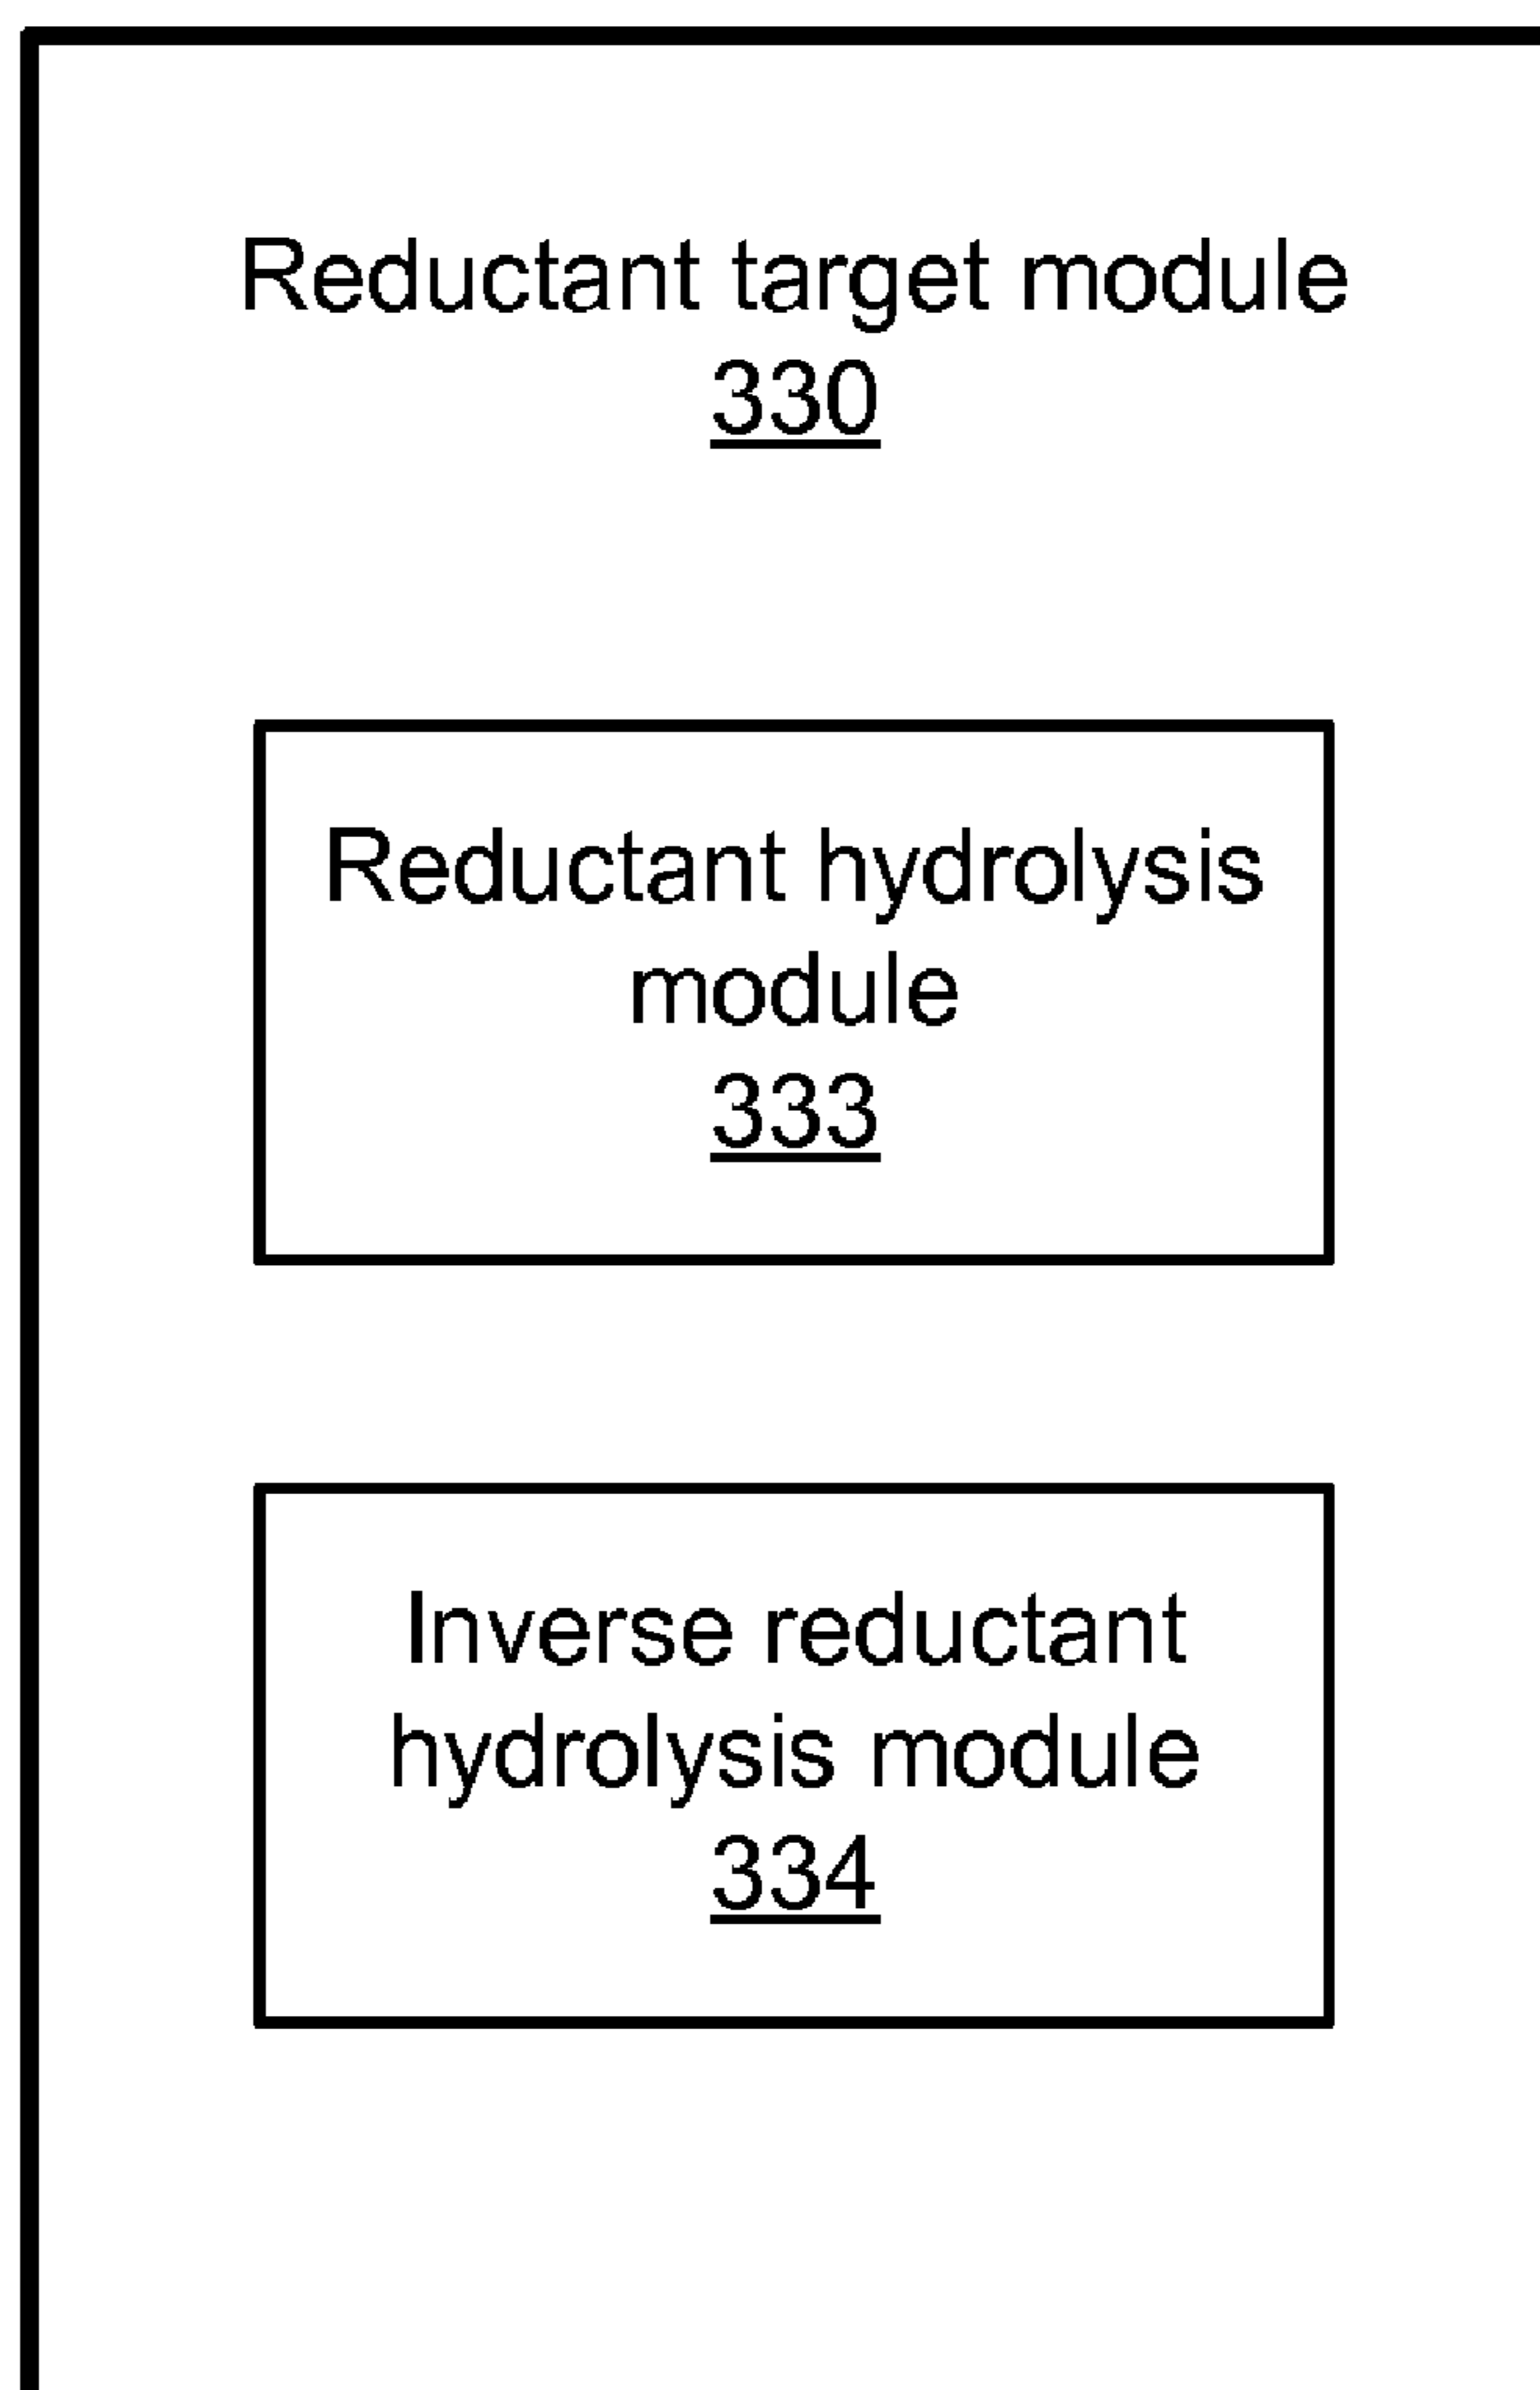 Reductant target module
330
Reductant hydrolysis
module
333
Inverse reductant
hydrolysis module
334